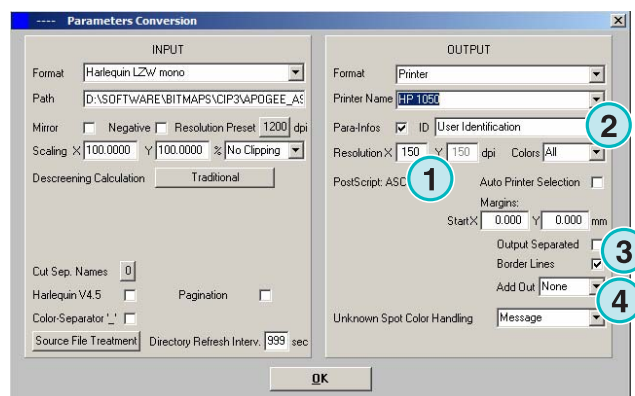 ---- Parameters Conversion
INPUT
Format Harlequin LZW mono
Path D:\SOFTWARE\BITMAPS\CIP3\APOGEE_AS
Mirror Negative Resolution Preset 1200 dpi
Scaling X 100.0000 Y 100.0000 % No Clipping
Descreening Calculation Traditional
Cut Sep. Names 0
Harlequin V4.5 Pagination
Color-Separator '_'
Source File Treatment Directory Refresh Interv. 999 sec
OUTPUT
Format Printer
Printer Name HP 1050
Para-Infos ID User Identification 2
Resolution X 150 Y 150 dpi Colors All
PostScript: ASC 1 Auto Printer Selection
Margins:
StartX 0.000 Y 0.000 mm
Output Separated 3
Border Lines
Add Out None 4
Unknown Spot Color Handling Message
OK